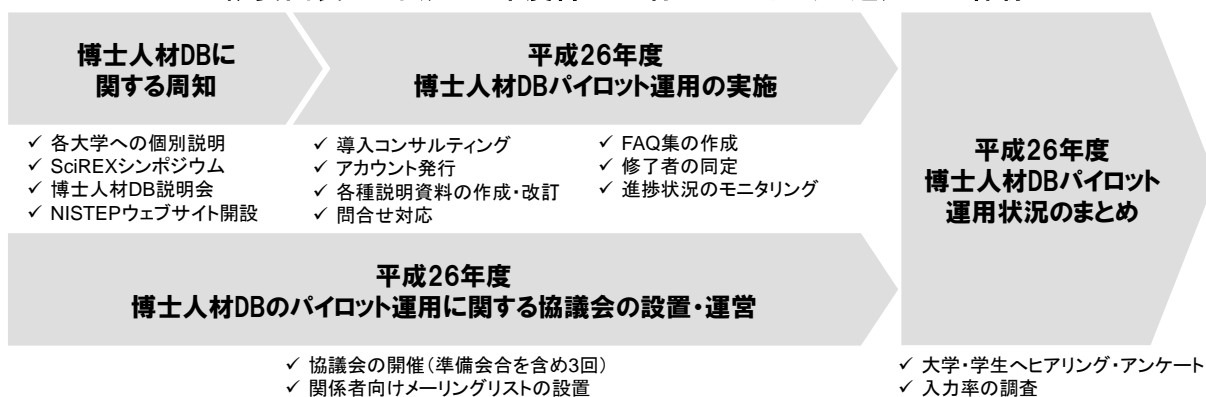 博士人材DBに
関する周知
平成26年度
博士人材DBパイロット運用の実施
✓ 各大学への個別説明
✓ SciREXシンポジウム
✓ 博士人材DB説明会
✓ NISTEPウェブサイト開設
✓ 導入コンサルティング
✓ アカウント発行
✓ 各種説明資料の作成・改訂
✓ 問合せ対応
✓ FAQ集の作成
✓ 修了者の同定
✓ 進捗状況のモニタリング
平成26年度
博士人材DBのパイロット運用に関する協議会の設置・運営
✓ 協議会の開催（準備会合を含め3回）
✓ 関係者向けメーリングリストの設置
平成26年度
博士人材DBパイロット
運用状況のまとめ
✓ 大学・学生へヒアリング・アンケート
✓ 入力率の調査